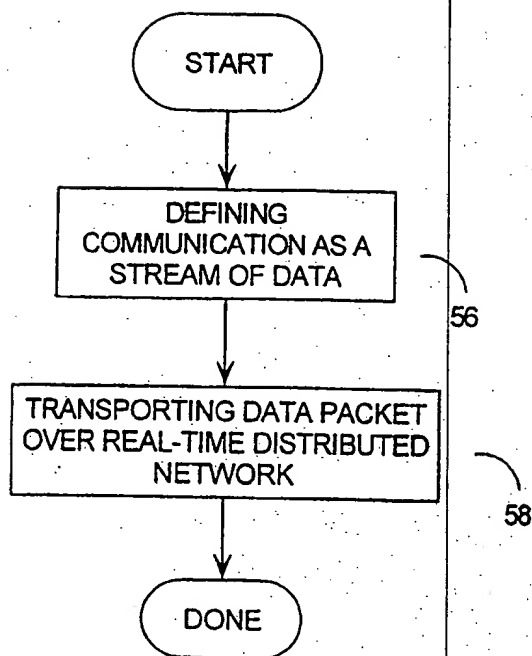 START
DEFINING
COMMUNICATION AS A
STREAM OF DATA
56
TRANSPORTING DATA PACKET
OVER REAL-TIME DISTRIBUTED
NETWORK
58
DONE